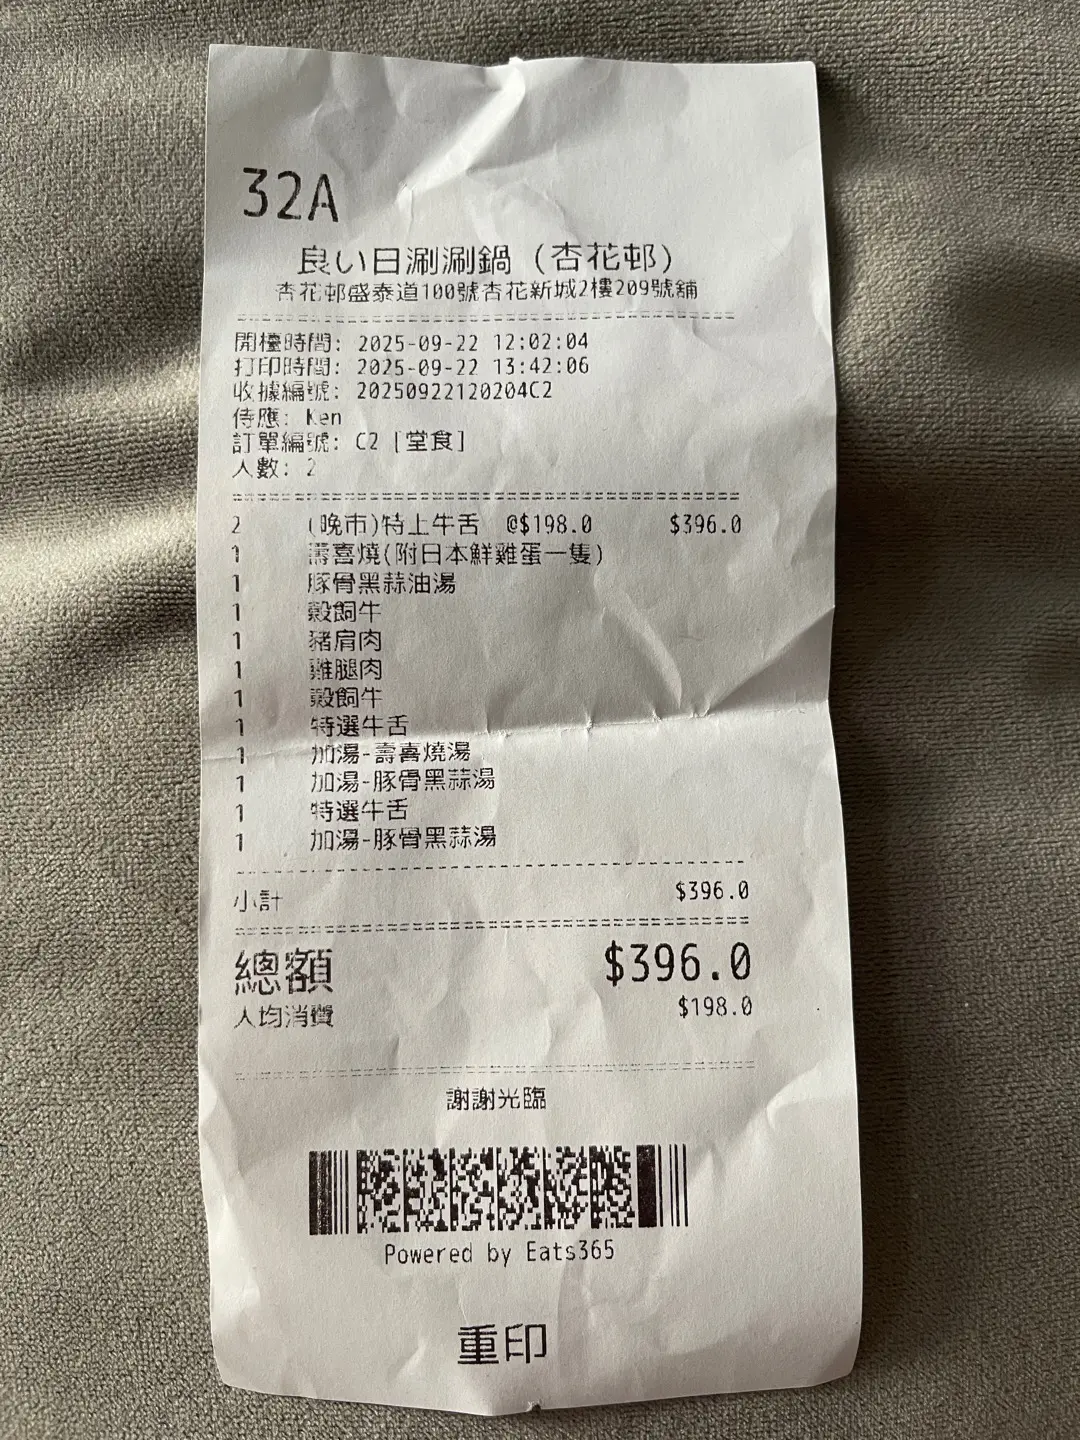 32A
良い日涮涮鍋 (杏花邨)
杏花邨盛泰道100號杏花新城2樓209號舖
開檯時間: 2025-09-22 12:02:04
打印時間: 2025-09-22 13:42:06
收據編號: 20250922120204C2
侍應: Ken
訂單編號: C2 [堂食]
人數: 2
2 (晚市)特上牛舌 @$198.0 $396.0
1 壽喜燒(附日本鮮雞蛋一隻)
1 豚骨黑蒜油湯
1 穀飼牛
1 豬肩肉
1 雞腿肉
1 穀飼牛
1 特選牛舌
1 加湯-壽喜燒湯
1 加湯-豚骨黑蒜湯
1 特選牛舌
1 加湯-豚骨黑蒜湯
小計 $396.0
總額 $396.0
人均消費 $198.0
謝謝光臨
Powered by Eats365
重印